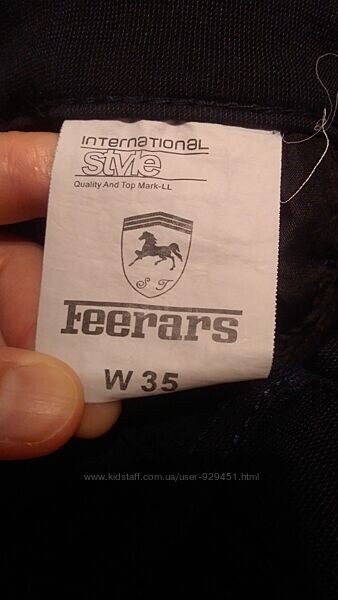 International
Style
Quality And Top Mark-LL
S T
Feerars
W 35
www.kidstaff.com.ua/user-929451.html